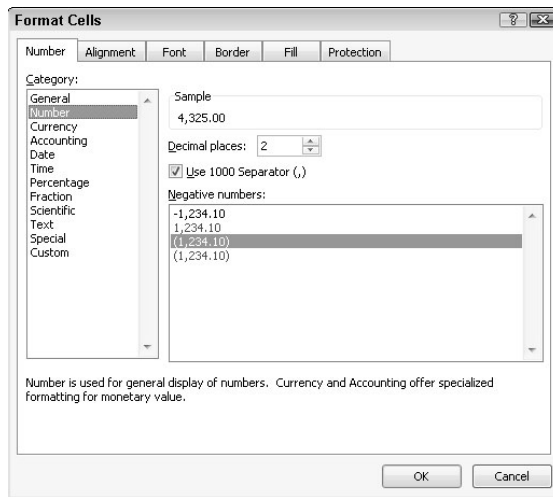 Format Cells
Number Alignment Font Border Fill Protection
Category:
General
Number
Currency
Accounting
Date
Time
Percentage
Fraction
Scientific
Text
Special
Custom
Sample
4,325.00
Decimal places: 2
Use 1000 Separator (,)
Negative numbers:
-1,234.10
1,234.10
(1,234.10)
(1,234.10)
Number is used for general display of numbers. Currency and Accounting offer specialized
formatting for monetary value.
OK Cancel